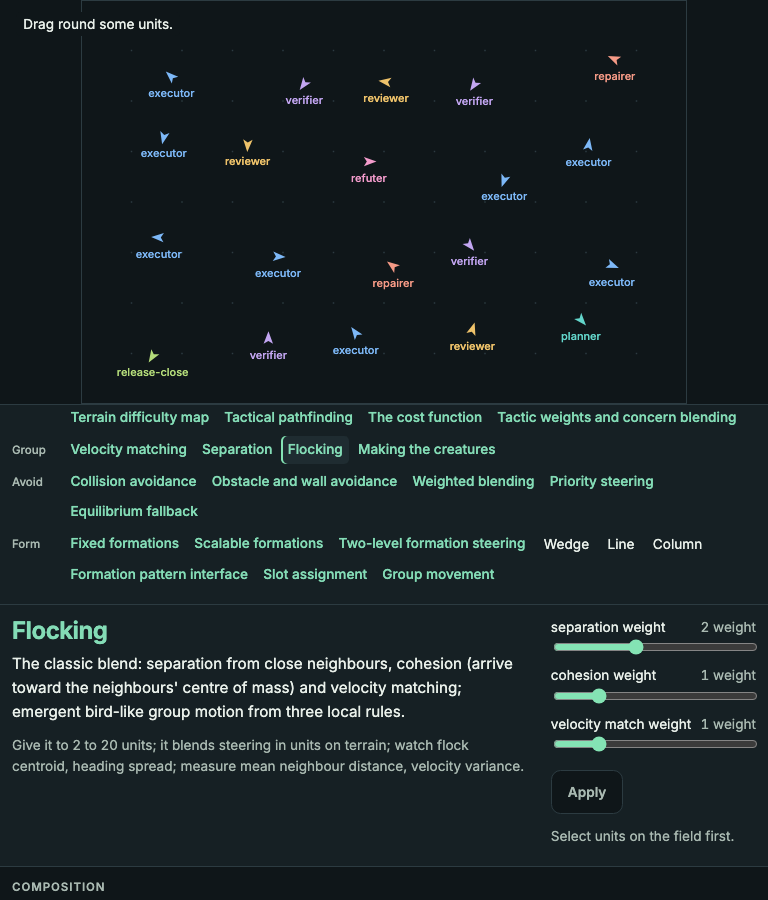 Drag round some units.
repairer
executor
verifier
reviewer
verifier
executor
reviewer
refuter
executor
executor
executor
executor
repairer
verifier
executor
release-close
verifier
executor
reviewer
planner
Terrain difficulty map Tactical pathfinding The cost function Tactic weights and concern blending
Group Velocity matching Separation Flocking Making the creatures
Avoid Collision avoidance Obstacle and wall avoidance Weighted blending Priority steering
Equilibrium fallback
Form Fixed formations Scalable formations Two-level formation steering Wedge Line Column
Formation pattern interface Slot assignment Group movement
Flocking
The classic blend: separation from close neighbours, cohesion (arrive
toward the neighbours' centre of mass) and velocity matching;
emergent bird-like group motion from three local rules.
Give it to 2 to 20 units; it blends steering in units on terrain; watch flock
centroid, heading spread; measure mean neighbour distance, velocity variance.
separation weight 2 weight
cohesion weight 1 weight
velocity match weight 1 weight
Apply
Select units on the field first.
COMPOSITION